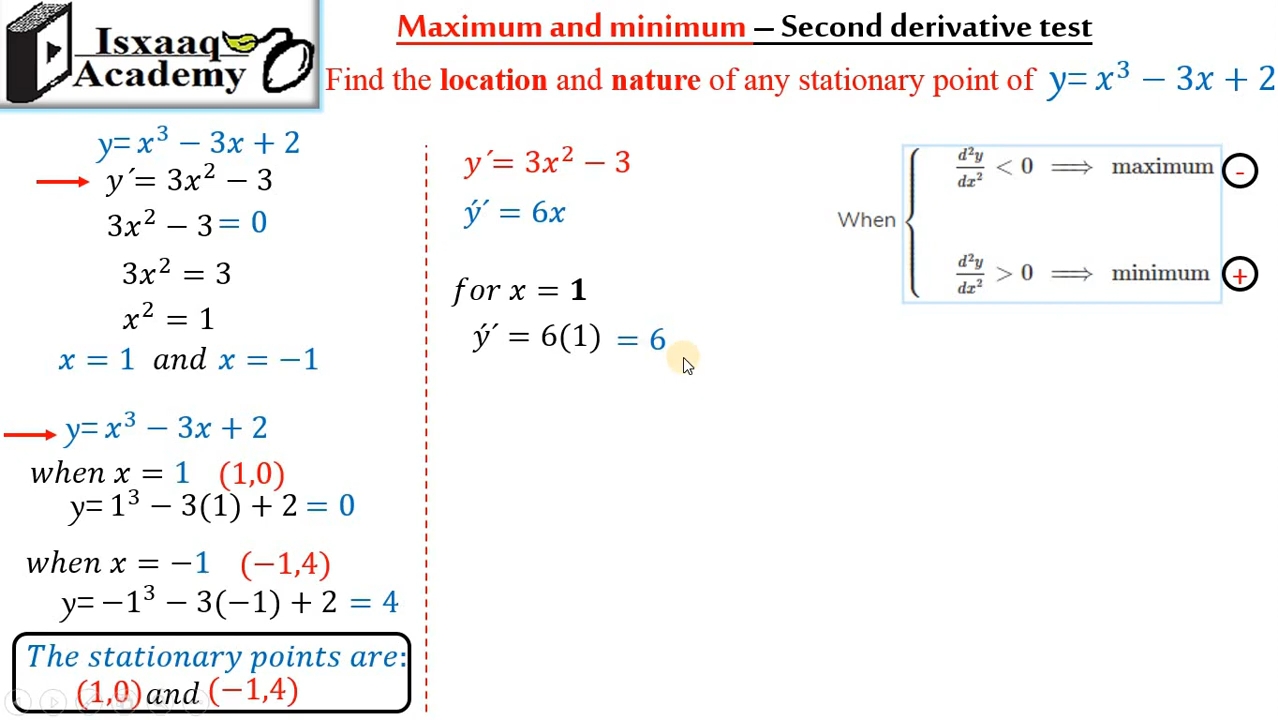 Isxaaq
Academy
Maximum and minimum – Second derivative test
Find the location and nature of any stationary point of y= x³ − 3x + 2
y= x³ − 3x + 2
y´= 3x² − 3
3x² − 3 = 0
3x² = 3
x² = 1
x = 1 and x = −1
y= x³ − 3x + 2
when x = 1 (1,0)
y= 1³ − 3(1) + 2 = 0
when x = −1 (−1,4)
y= −1³ − 3(−1) + 2 = 4
The stationary points are:
(1,0) and (−1,4)
y´= 3x² − 3
ý´ = 6x
for x = 1
ý´ = 6(1) = 6
When
d²y/dx² < 0 ⟹ maximum -
d²y/dx² > 0 ⟹ minimum +